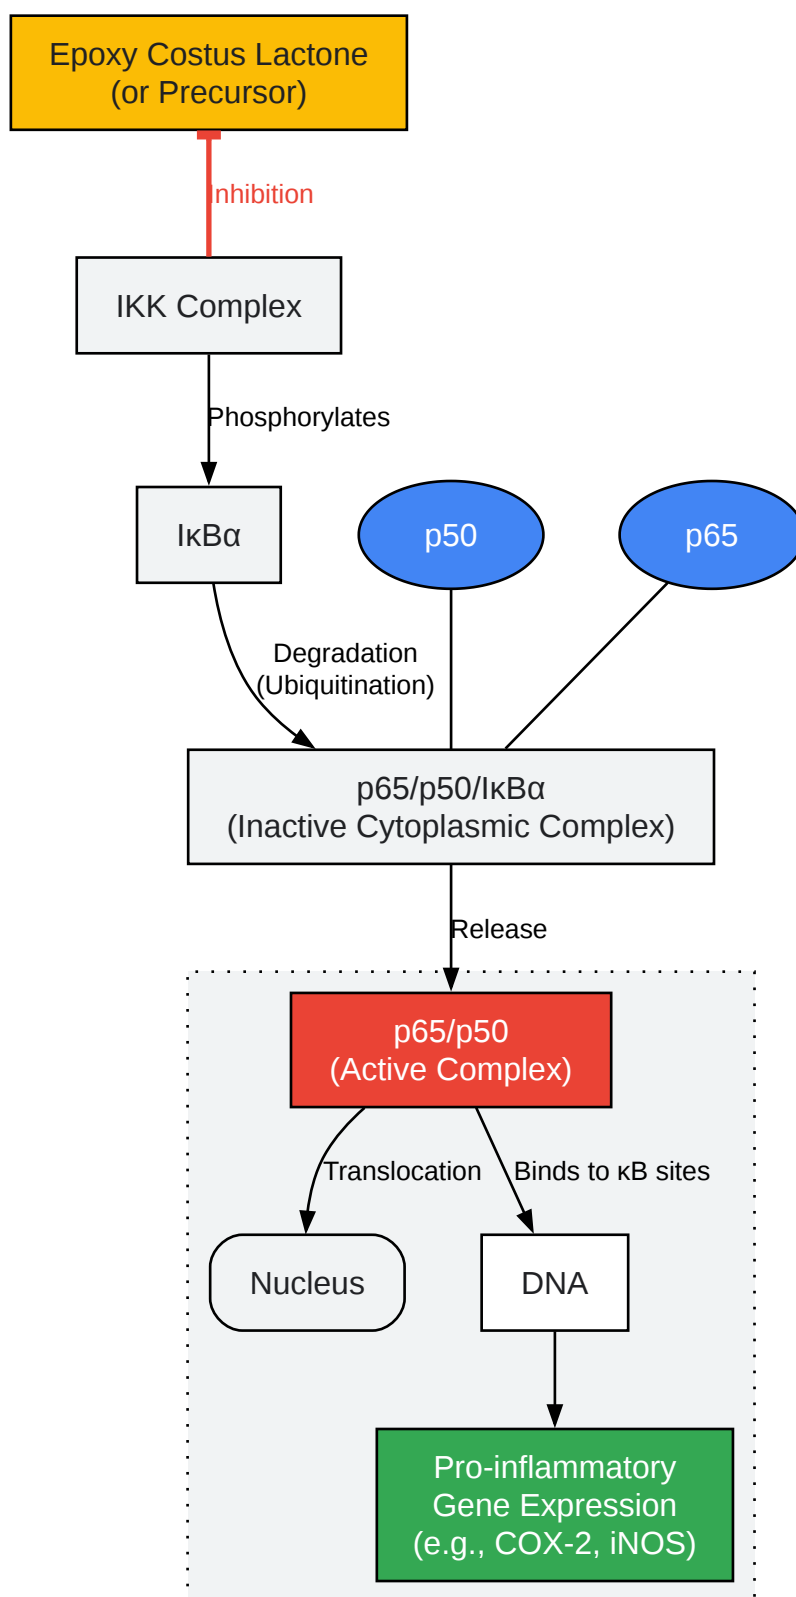 Epoxy Costus Lactone
(or Precursor)
Inhibition
IKK Complex
Phosphorylates
IκBα
p50
p65
Degradation
(Ubiquitination)
p65/p50/IκBα
(Inactive Cytoplasmic Complex)
Release
p65/p50
(Active Complex)
Translocation
Binds to κB sites
Nucleus
DNA
Pro-inflammatory
Gene Expression
(e.g., COX-2, iNOS)